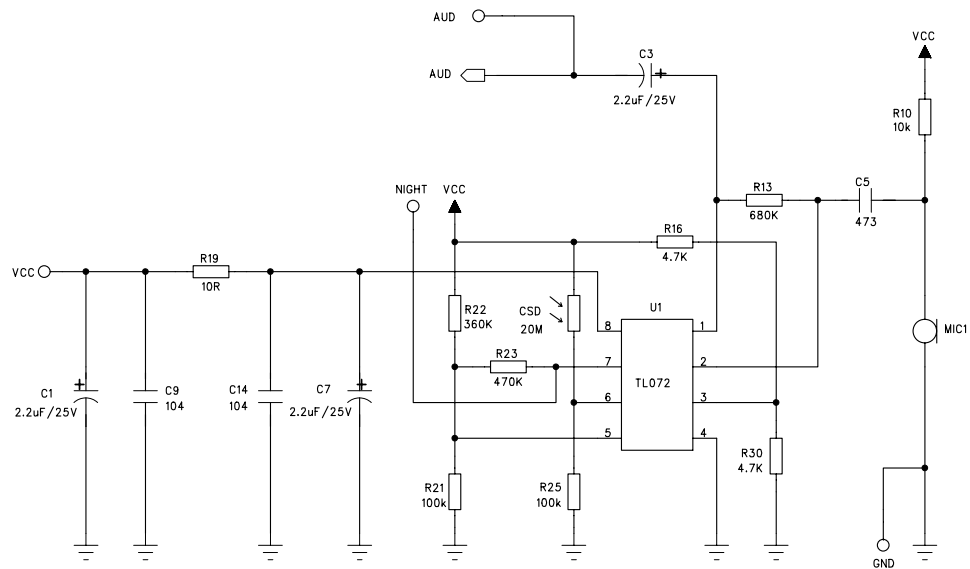 AUD
AUD
C3
2.2uF/25V
VCC
R10
10k
NIGHT
VCC
R13
680K
C5
473
R16
4.7K
VCC
R19
10R
R22
360K
CSD
20M
U1
TL072
8
7
6
5
1
2
3
4
MIC1
R23
470K
C1
2.2uF/25V
C9
104
C14
104
C7
2.2uF/25V
R21
100k
R25
100k
R30
4.7K
GND